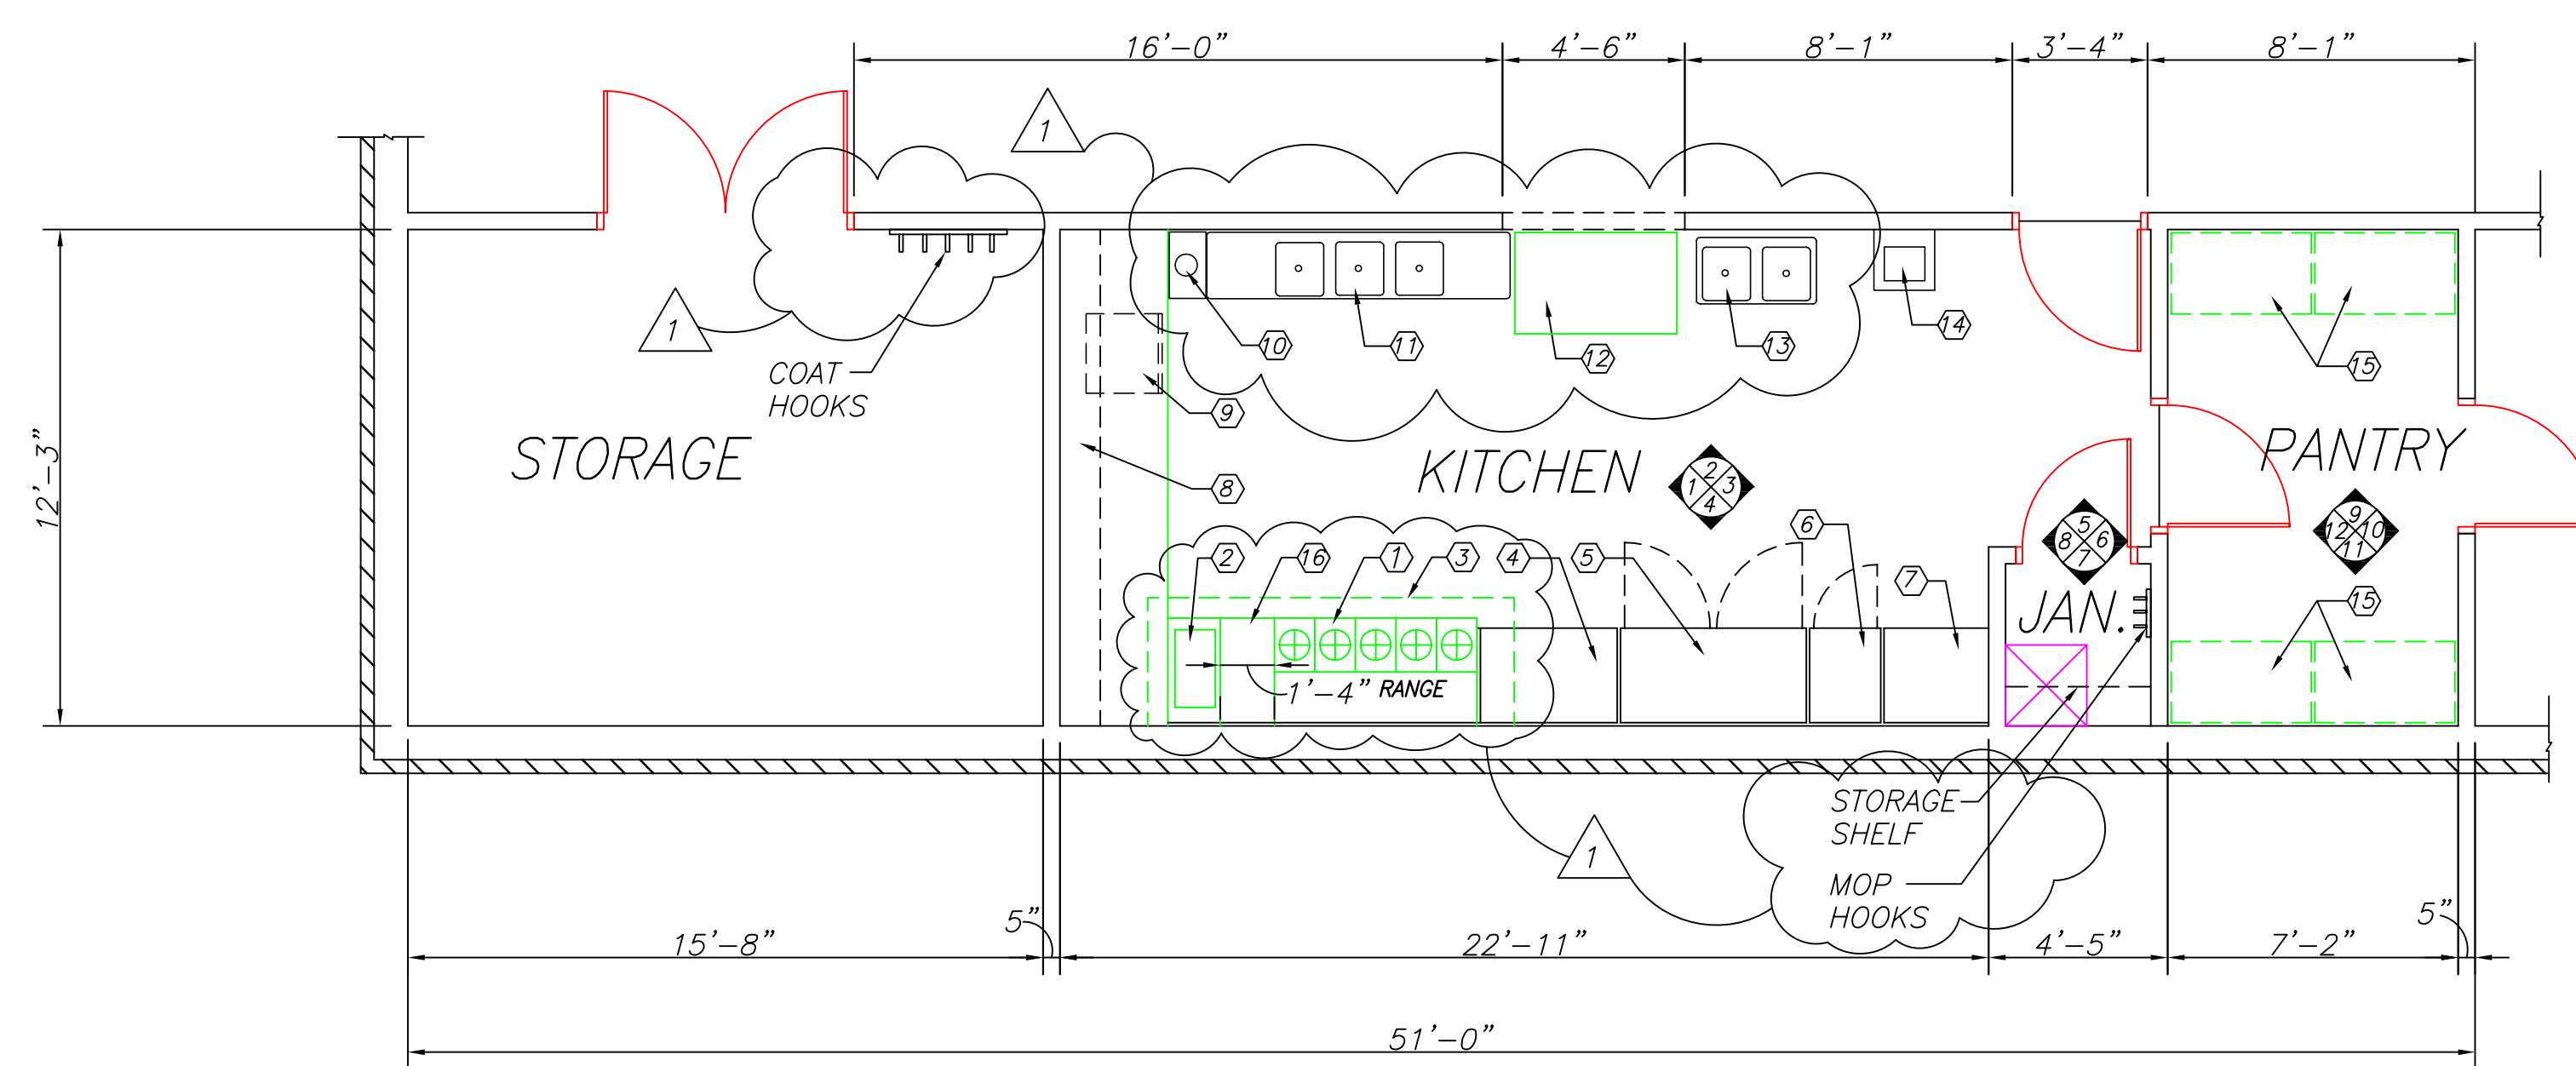 16'-0" 4'-6" 8'-1" 3'-4" 8'-1"
1
1
COAT
HOOKS
12'-3"
STORAGE
10 11 12 13 14
15
9
8
KITCHEN
2
1 3
4
PANTRY
9
12 10
11
5
8 6
7
2 16 1 3 4 5 6 7
15
JAN.
1'-4" RANGE
STORAGE
SHELF
1
MOP
HOOKS
5" 5"
15'-8" 22'-11" 4'-5" 7'-2"
51'-0"